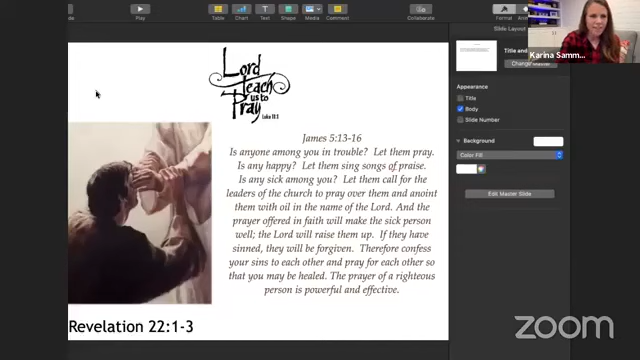 Table
Play
Table
Chart
Text
Shape
Media
Comment
Collaborate
Format
Slide Layout
Title and
Change Master
Appearance
Title
Body
Slide Number
Background
Color Fill
Edit Master Slide
Karina Samm...
Lord
Teach
us to
Pray
Luke 11:1
James 5:13-16
Is anyone among you in trouble? Let them pray.
Is any happy? Let them sing songs of praise.
Is any sick among you? Let them call for the
leaders of the church to pray over them and anoint
them with oil in the name of the Lord. And the
prayer offered in faith will make the sick person
well; the Lord will raise them up. If they have
sinned, they will be forgiven. Therefore confess
your sins to each other and pray for each other so
that you may be healed. The prayer of a righteous
person is powerful and effective.
Revelation 22:1-3
zoom